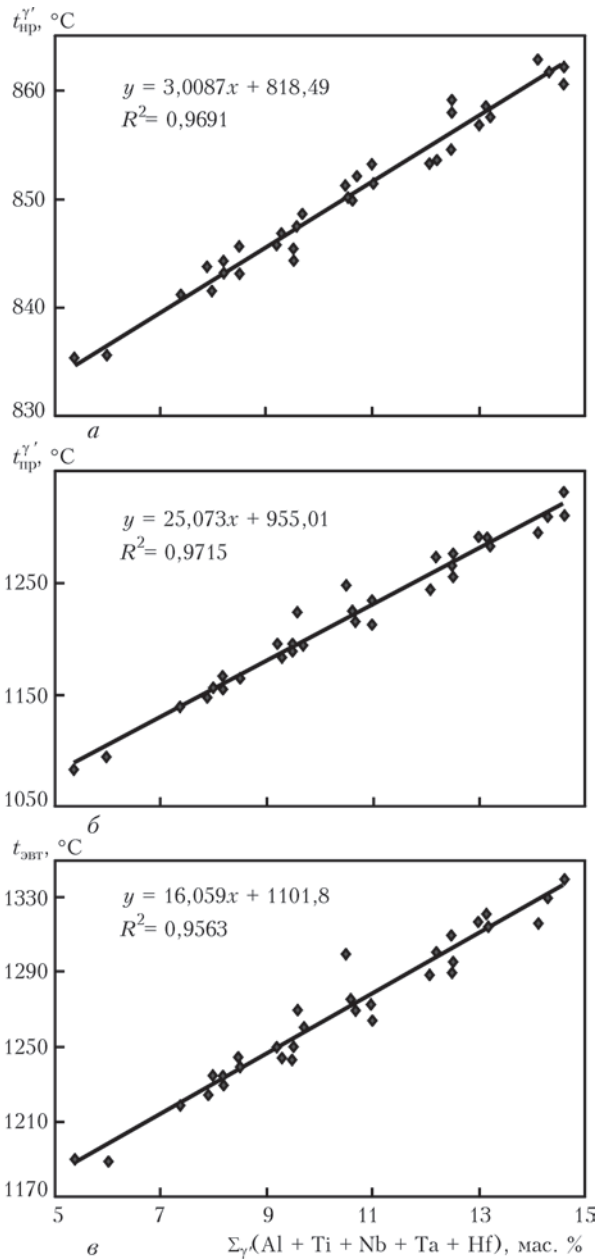 t^γ′_нр, °C
860
850
840
830
y = 3,0087x + 818,49
R² = 0,9691
а
t^γ′_пр, °C
1250
1150
1050
y = 25,073x + 955,01
R² = 0,9715
б
t_эвт, °C
1330
1290
1250
1210
1170
y = 16,059x + 1101,8
R² = 0,9563
5 7 9 11 13 15
в Σ_γ′(Al + Ti + Nb + Ta + Hf), мас. %